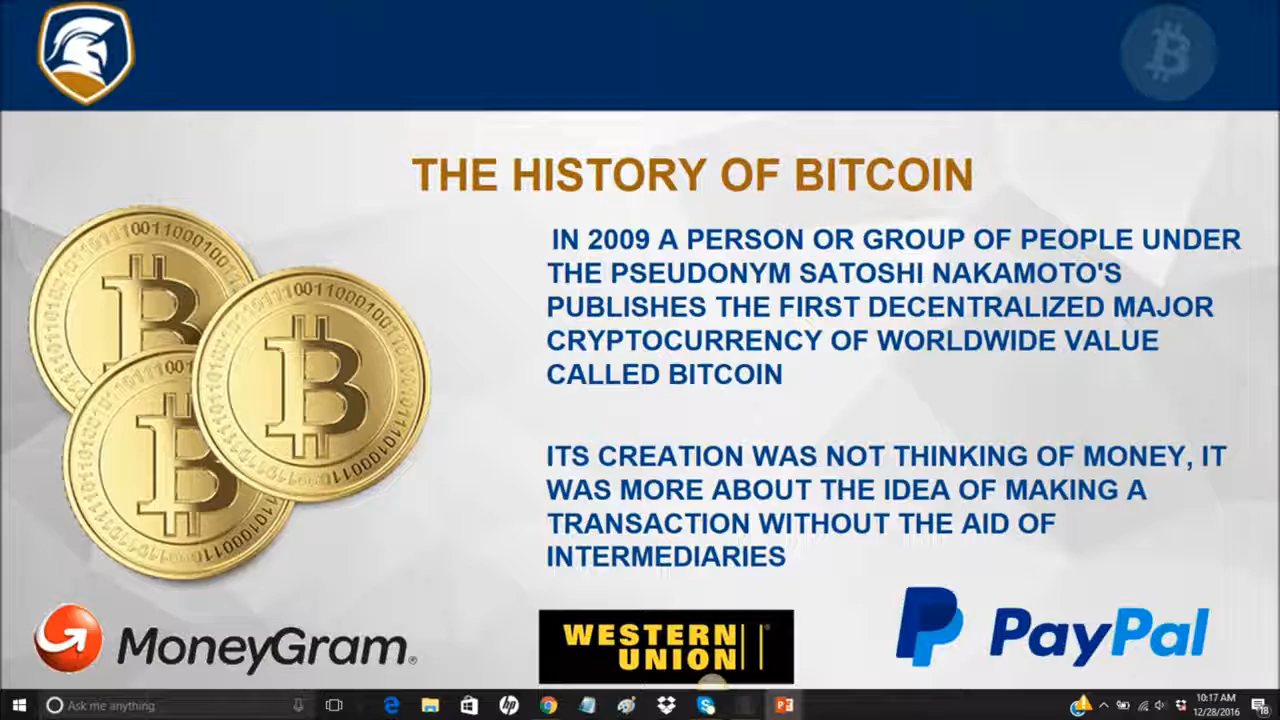 THE HISTORY OF BITCOIN
IN 2009 A PERSON OR GROUP OF PEOPLE UNDER
THE PSEUDONYM SATOSHI NAKAMOTO'S
PUBLISHES THE FIRST DECENTRALIZED MAJOR
CRYPTOCURRENCY OF WORLDWIDE VALUE
CALLED BITCOIN
ITS CREATION WAS NOT THINKING OF MONEY, IT
WAS MORE ABOUT THE IDEA OF MAKING A
TRANSACTION WITHOUT THE AID OF
INTERMEDIARIES
MoneyGram®
WESTERN
UNION
PayPal
Ask me anything
10:17 AM
12/28/2016
18